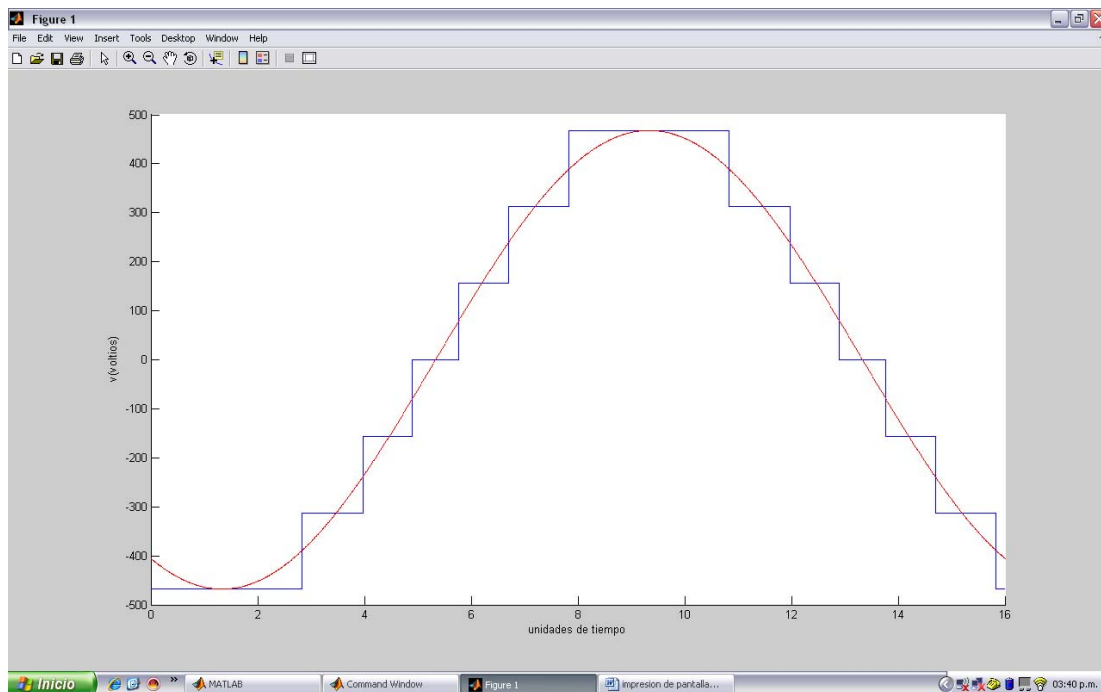 Figure 1
File Edit View Insert Tools Desktop Window Help
500
400
300
200
100
0
-100
-200
-300
-400
-500
v(voltios)
0 2 4 6 8 10 12 14 16
unidades de tiempo
Inicio
»
MATLAB
Command Window
Figure 1
impresion de pantalla...
03:40 p.m.